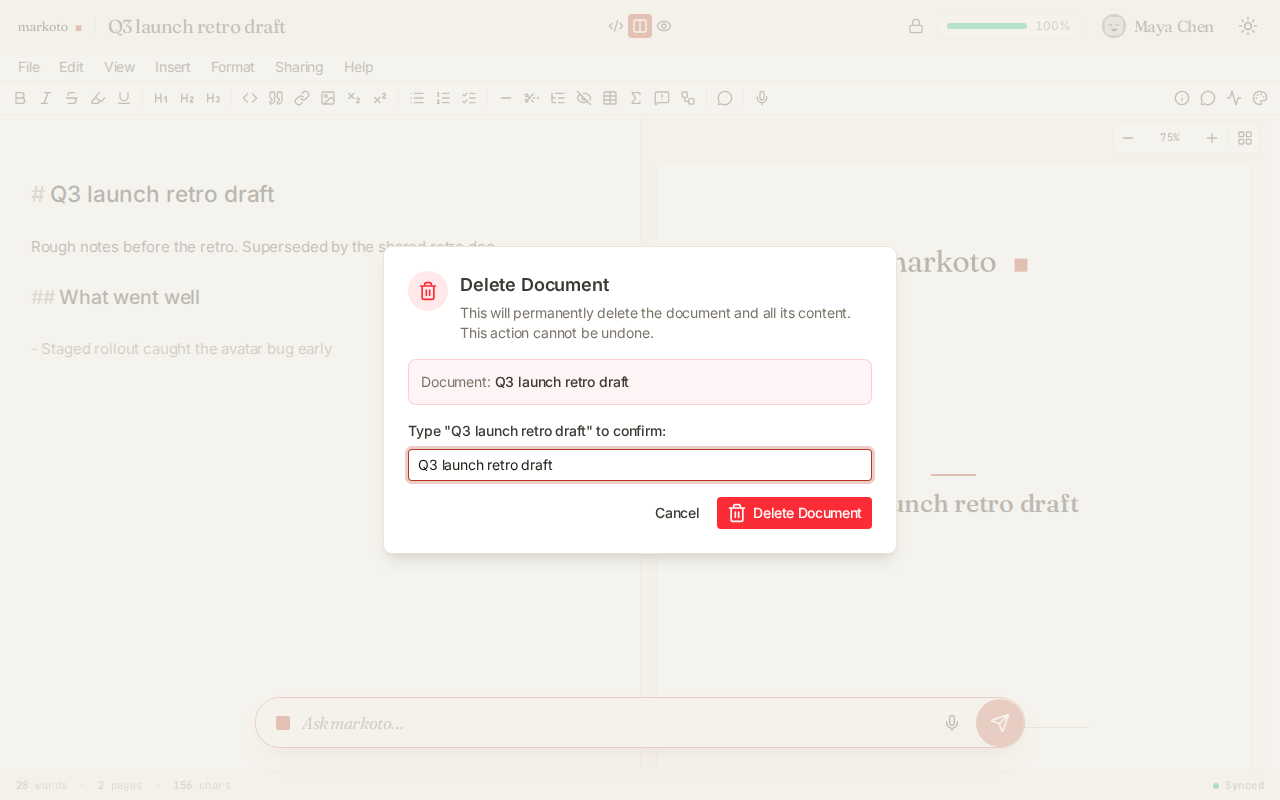 markoto
Q3 launch retro draft
100%
Maya Chen
File Edit View Insert Format Sharing Help
H1 H2 H3
75%
# Q3 launch retro draft
Rough notes before the retro. Superseded by the shared retro doc.
## What went well
- Staged rollout caught the avatar bug early
markoto
unch retro draft
Delete Document
This will permanently delete the document and all its content.
This action cannot be undone.
Document: Q3 launch retro draft
Type "Q3 launch retro draft" to confirm:
Q3 launch retro draft
Cancel
Delete Document
Ask markoto...
28 words · 2 pages · 156 chars
Synced